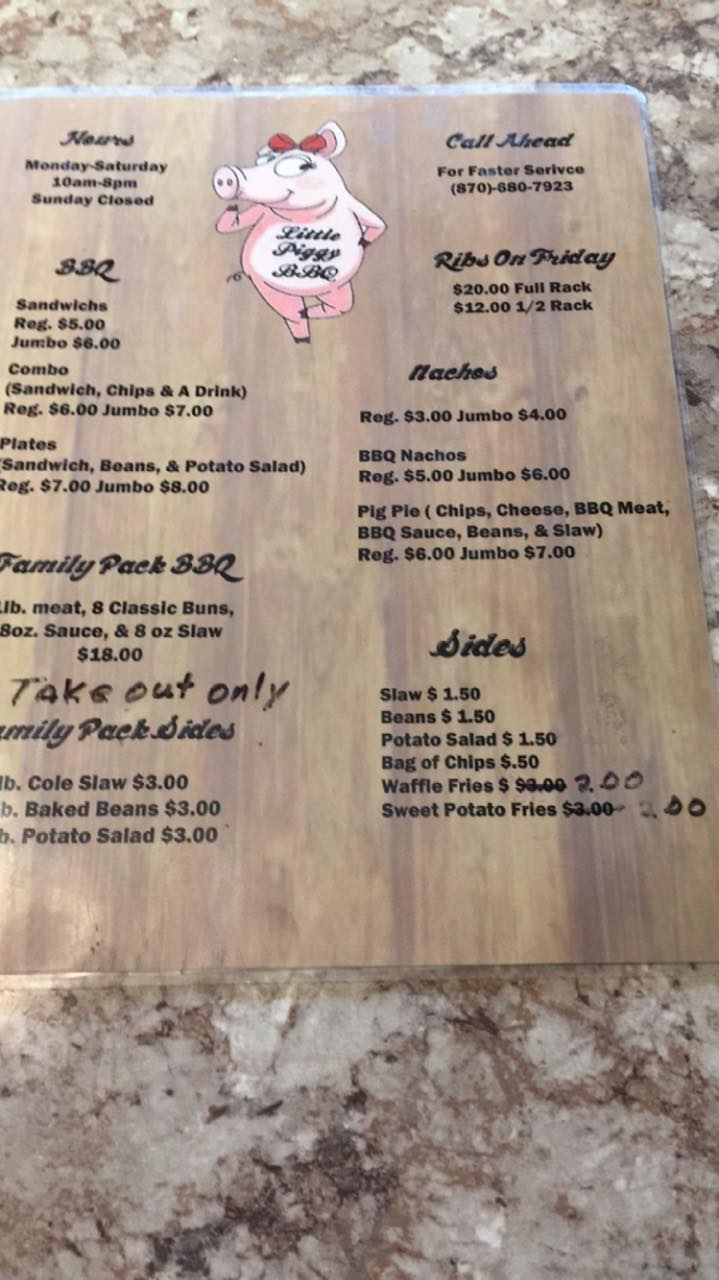 Hours
Monday-Saturday
10am-8pm
Sunday Closed
Little
Piggy
BBQ
Call Ahead
For Faster Serivce
(870)-680-7923
BBQ
Sandwichs
Reg. $5.00
Jumbo $6.00
Combo
(Sandwich, Chips & A Drink)
Reg. $6.00 Jumbo $7.00
Plates
(Sandwich, Beans, & Potato Salad)
Reg. $7.00 Jumbo $8.00
Family Pack BBQ
lb. meat, 8 Classic Buns,
8oz. Sauce, & 8 oz Slaw
$18.00
Take out only
amily Pack Sides
lb. Cole Slaw $3.00
b. Baked Beans $3.00
b. Potato Salad $3.00
Ribs On Friday
$20.00 Full Rack
$12.00 1/2 Rack
Nachos
Reg. $3.00 Jumbo $4.00
BBQ Nachos
Reg. $5.00 Jumbo $6.00
Pig Pie ( Chips, Cheese, BBQ Meat,
BBQ Sauce, Beans, & Slaw)
Reg. $6.00 Jumbo $7.00
Sides
Slaw $ 1.50
Beans $ 1.50
Potato Salad $ 1.50
Bag of Chips $.50
Waffle Fries $ $3.00 2.00
Sweet Potato Fries $3.00 2.00